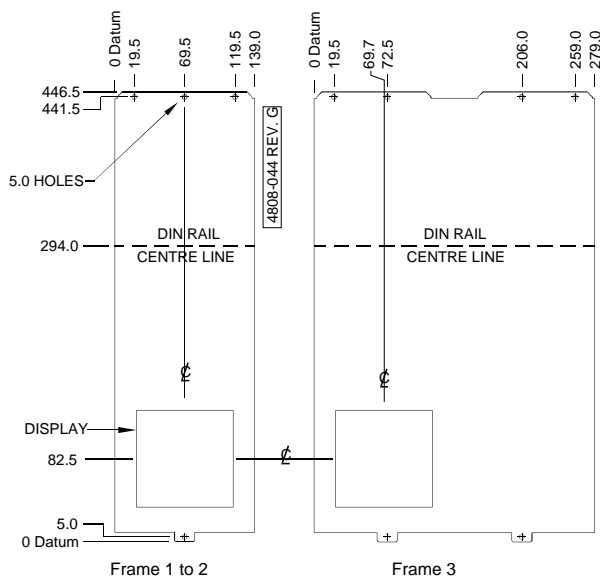 0 Datum
19.5
69.5
119.5
139.0
0 Datum
19.5
69.7
72.5
206.0
259.0
279.0
446.5
441.5
5.0 HOLES
4808-044 REV. G
294.0
DIN RAIL
CENTRE LINE
DIN RAIL
CENTRE LINE
℄
℄
DISPLAY
82.5
℄
5.0
0 Datum
Frame 1 to 2
Frame 3